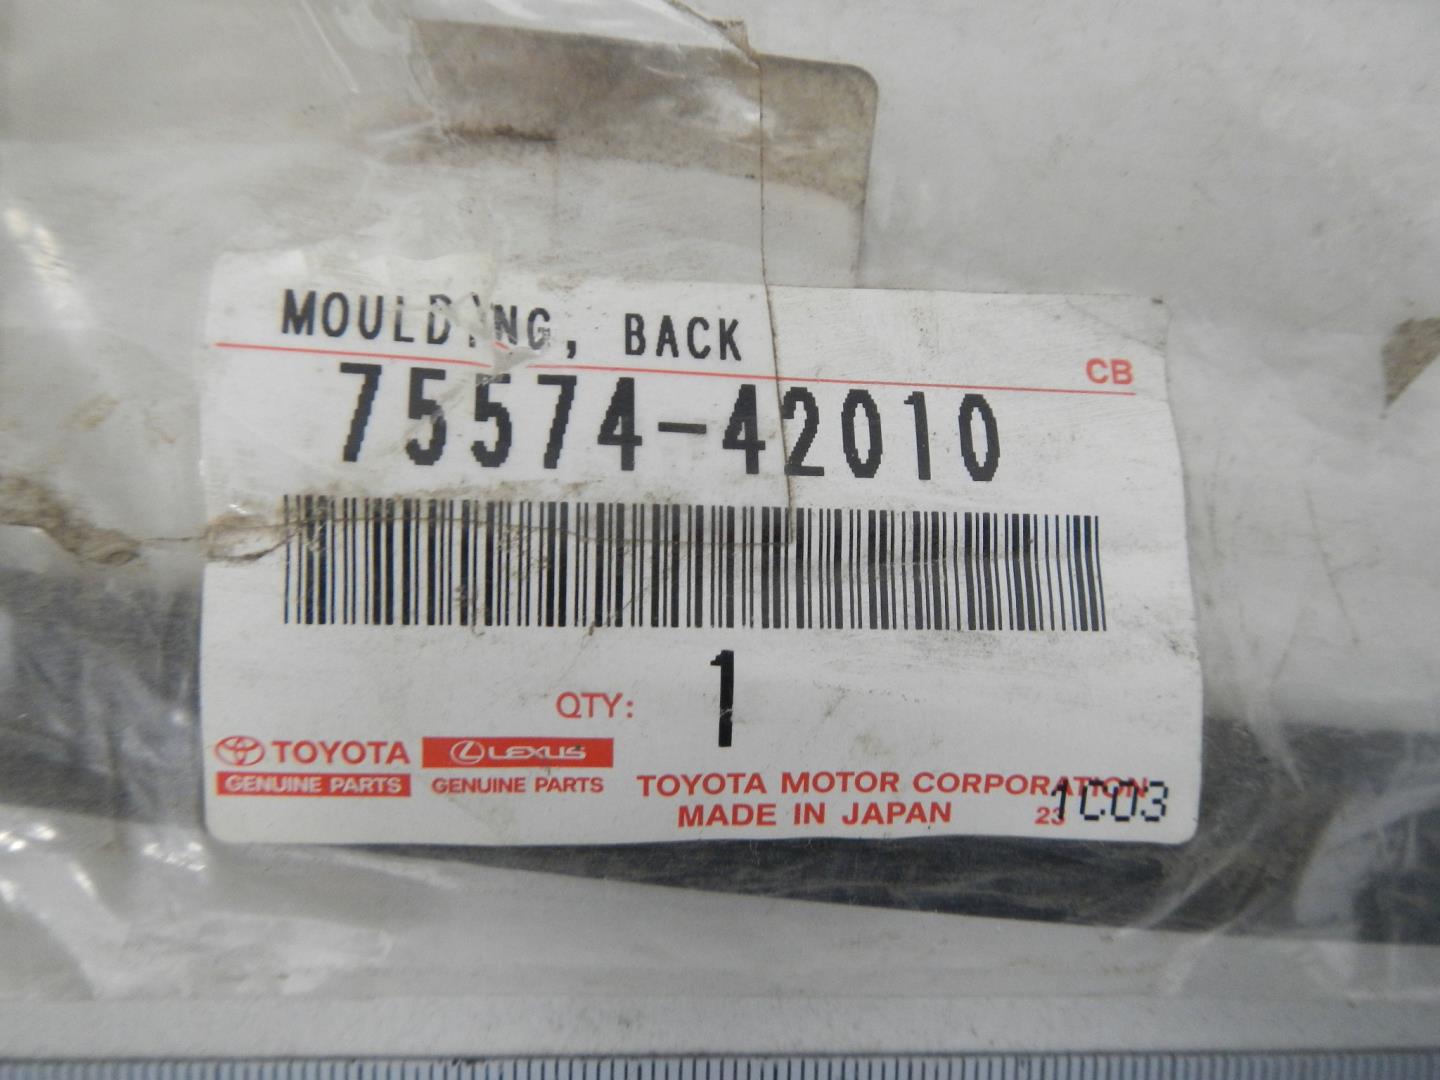 MOULDING, BACK
CB
75574-42010
QTY: 1
TOYOTA LEXUS
GENUINE PARTS GENUINE PARTS TOYOTA MOTOR CORPORATION
MADE IN JAPAN 23 1C03